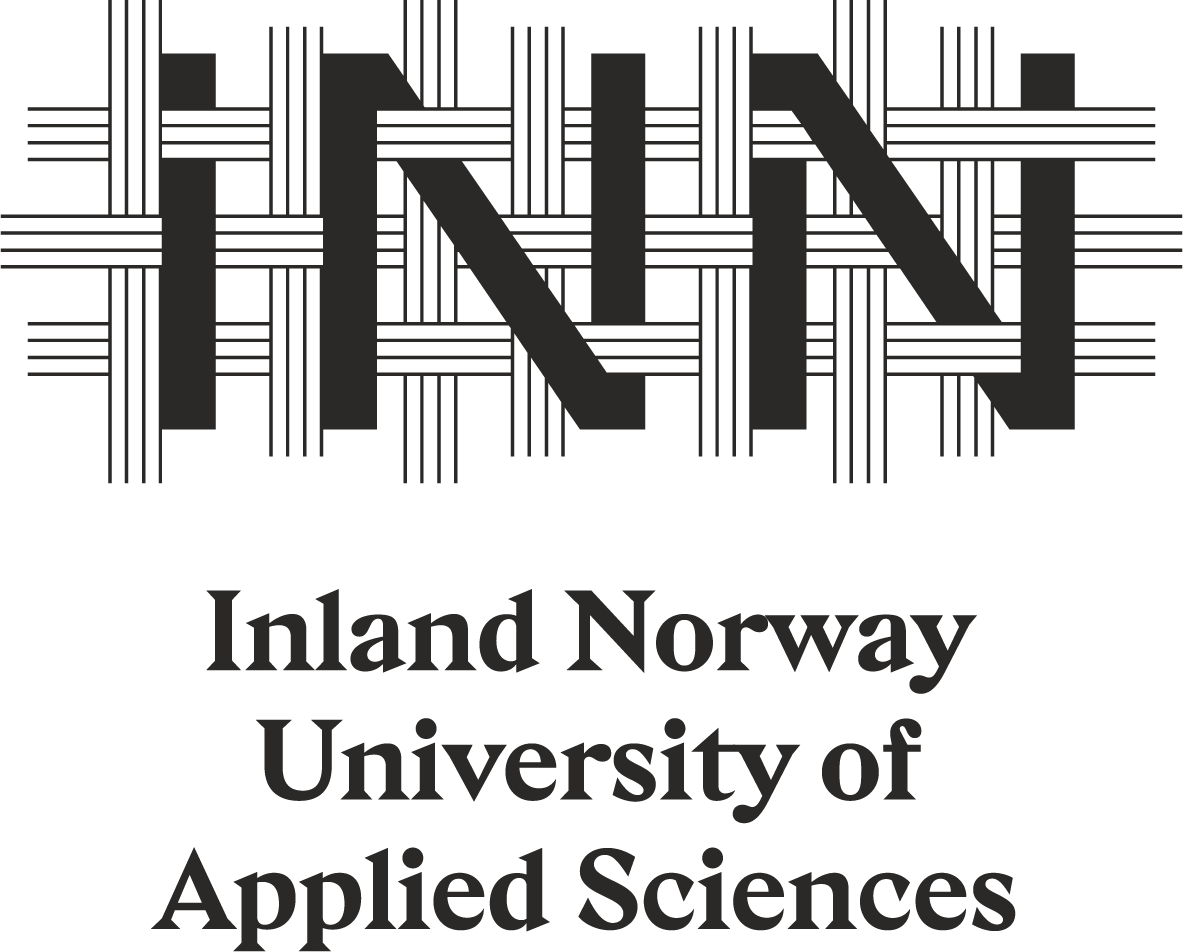 INN
Inland Norway
University of
Applied Sciences